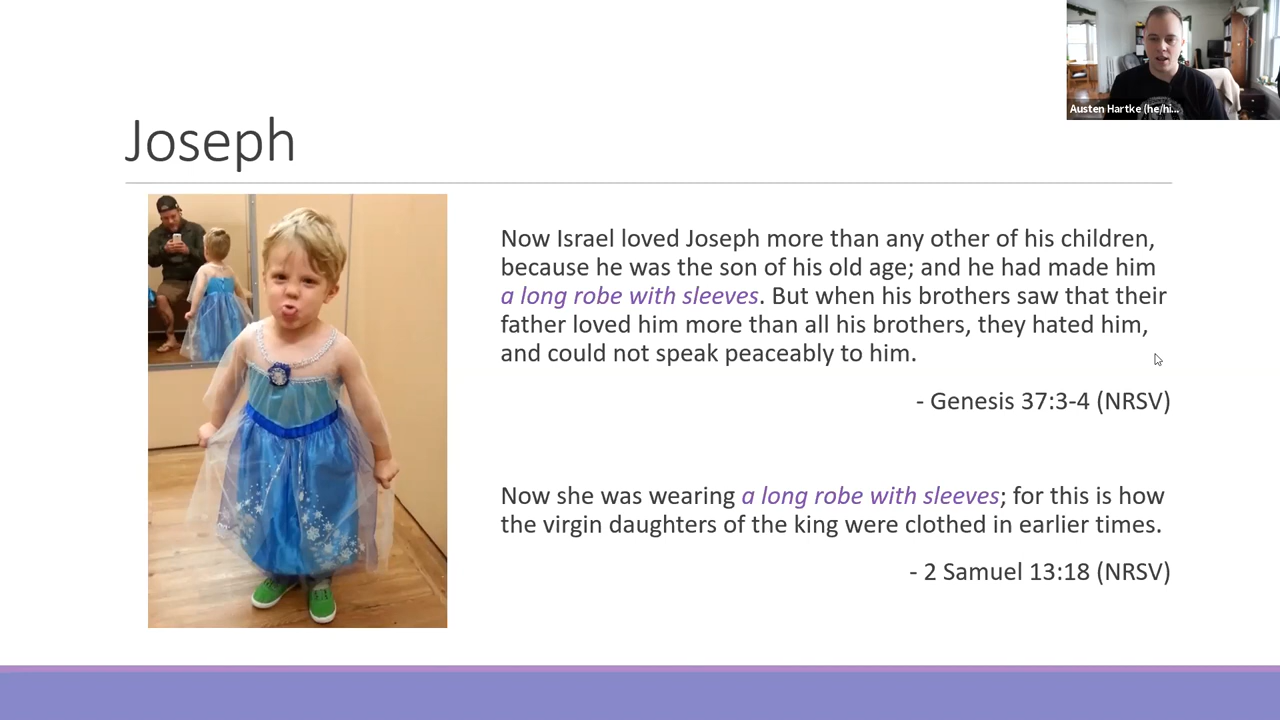 Austen Hartke (he/hi...
Joseph
Now Israel loved Joseph more than any other of his children,
because he was the son of his old age; and he had made him
a long robe with sleeves. But when his brothers saw that their
father loved him more than all his brothers, they hated him,
and could not speak peaceably to him.
- Genesis 37:3-4 (NRSV)
Now she was wearing a long robe with sleeves; for this is how
the virgin daughters of the king were clothed in earlier times.
- 2 Samuel 13:18 (NRSV)